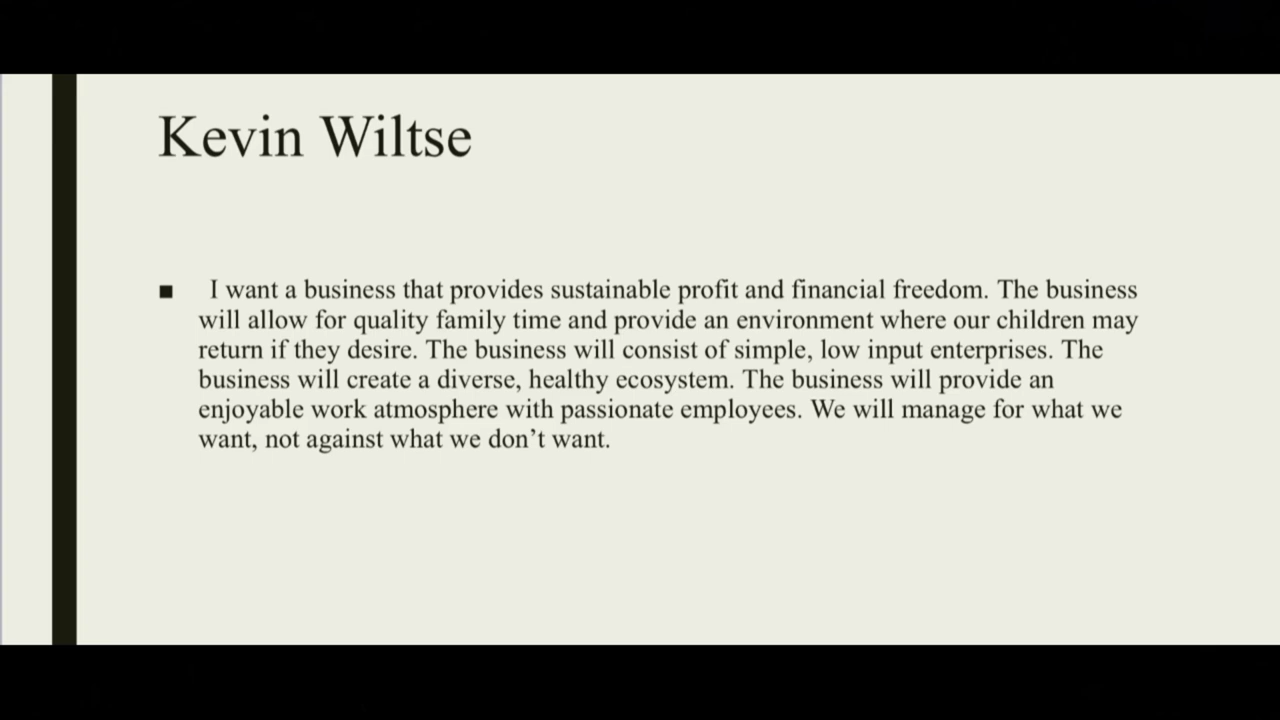 Kevin Wiltse
■ I want a business that provides sustainable profit and financial freedom. The business
will allow for quality family time and provide an environment where our children may
return if they desire. The business will consist of simple, low input enterprises. The
business will create a diverse, healthy ecosystem. The business will provide an
enjoyable work atmosphere with passionate employees. We will manage for what we
want, not against what we don’t want.